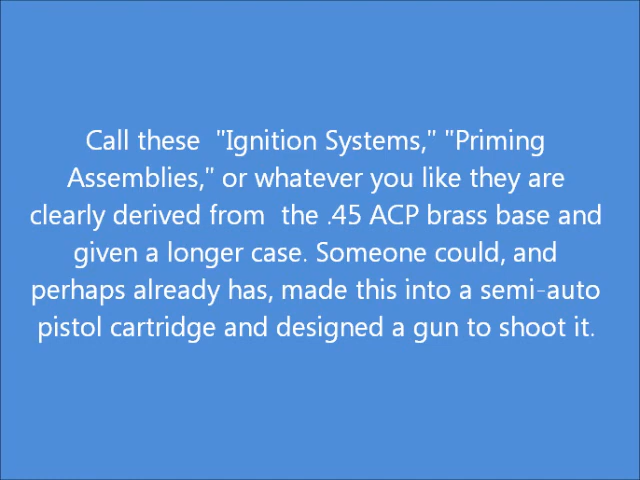 Call these  "Ignition Systems," "Priming
Assemblies," or whatever you like they are
clearly derived from  the .45 ACP brass base and
given a longer case. Someone could, and
perhaps already has, made this into a semi-auto
pistol cartridge and designed a gun to shoot it.